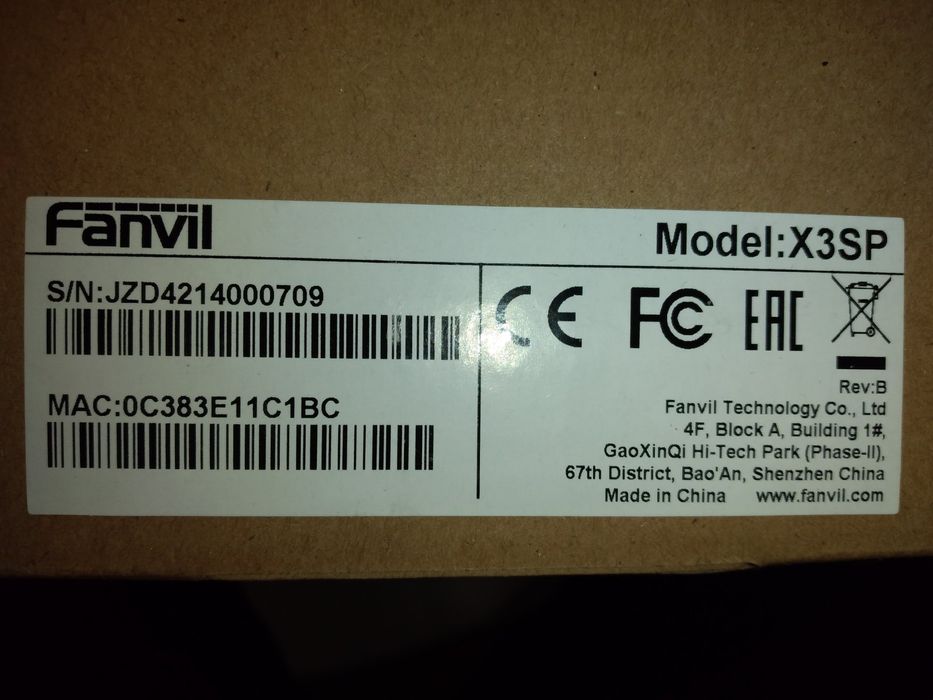 Fanvil
Model:X3SP
S/N:JZD4214000709
MAC:0C383E11C1BC
CE FC EAC
Rev:B
Fanvil Technology Co., Ltd
4F, Block A, Building 1#,
GaoXinQi Hi-Tech Park (Phase-II),
67th District, Bao'An, Shenzhen China
Made in China www.fanvil.com